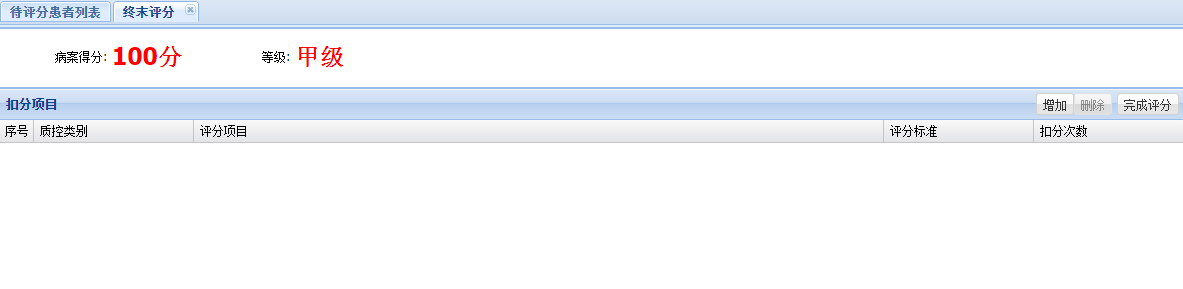 待评分患者列表 终末评分
病案得分: 100分 等级: 甲级
扣分项目 增加 删除 完成评分
序号 质控类别 评分项目 评分标准 扣分次数